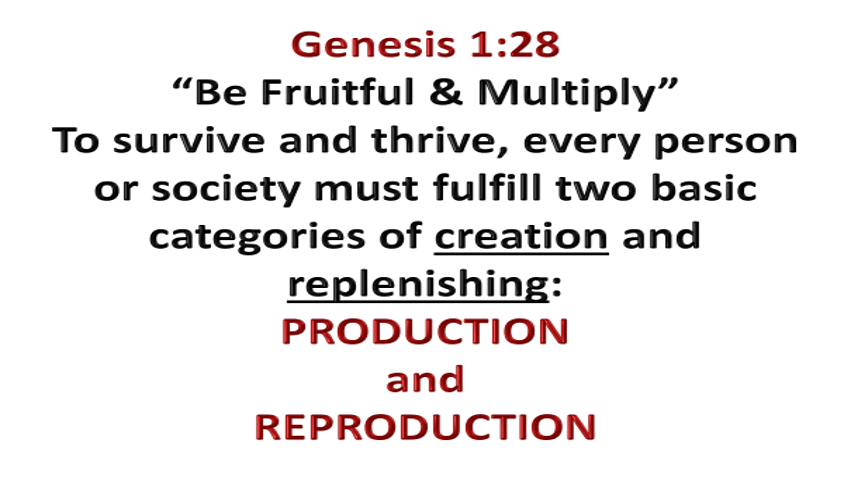 Genesis 1:28
“Be Fruitful & Multiply”
To survive and thrive, every person
or society must fulfill two basic
categories of creation and
replenishing:
PRODUCTION
and
REPRODUCTION